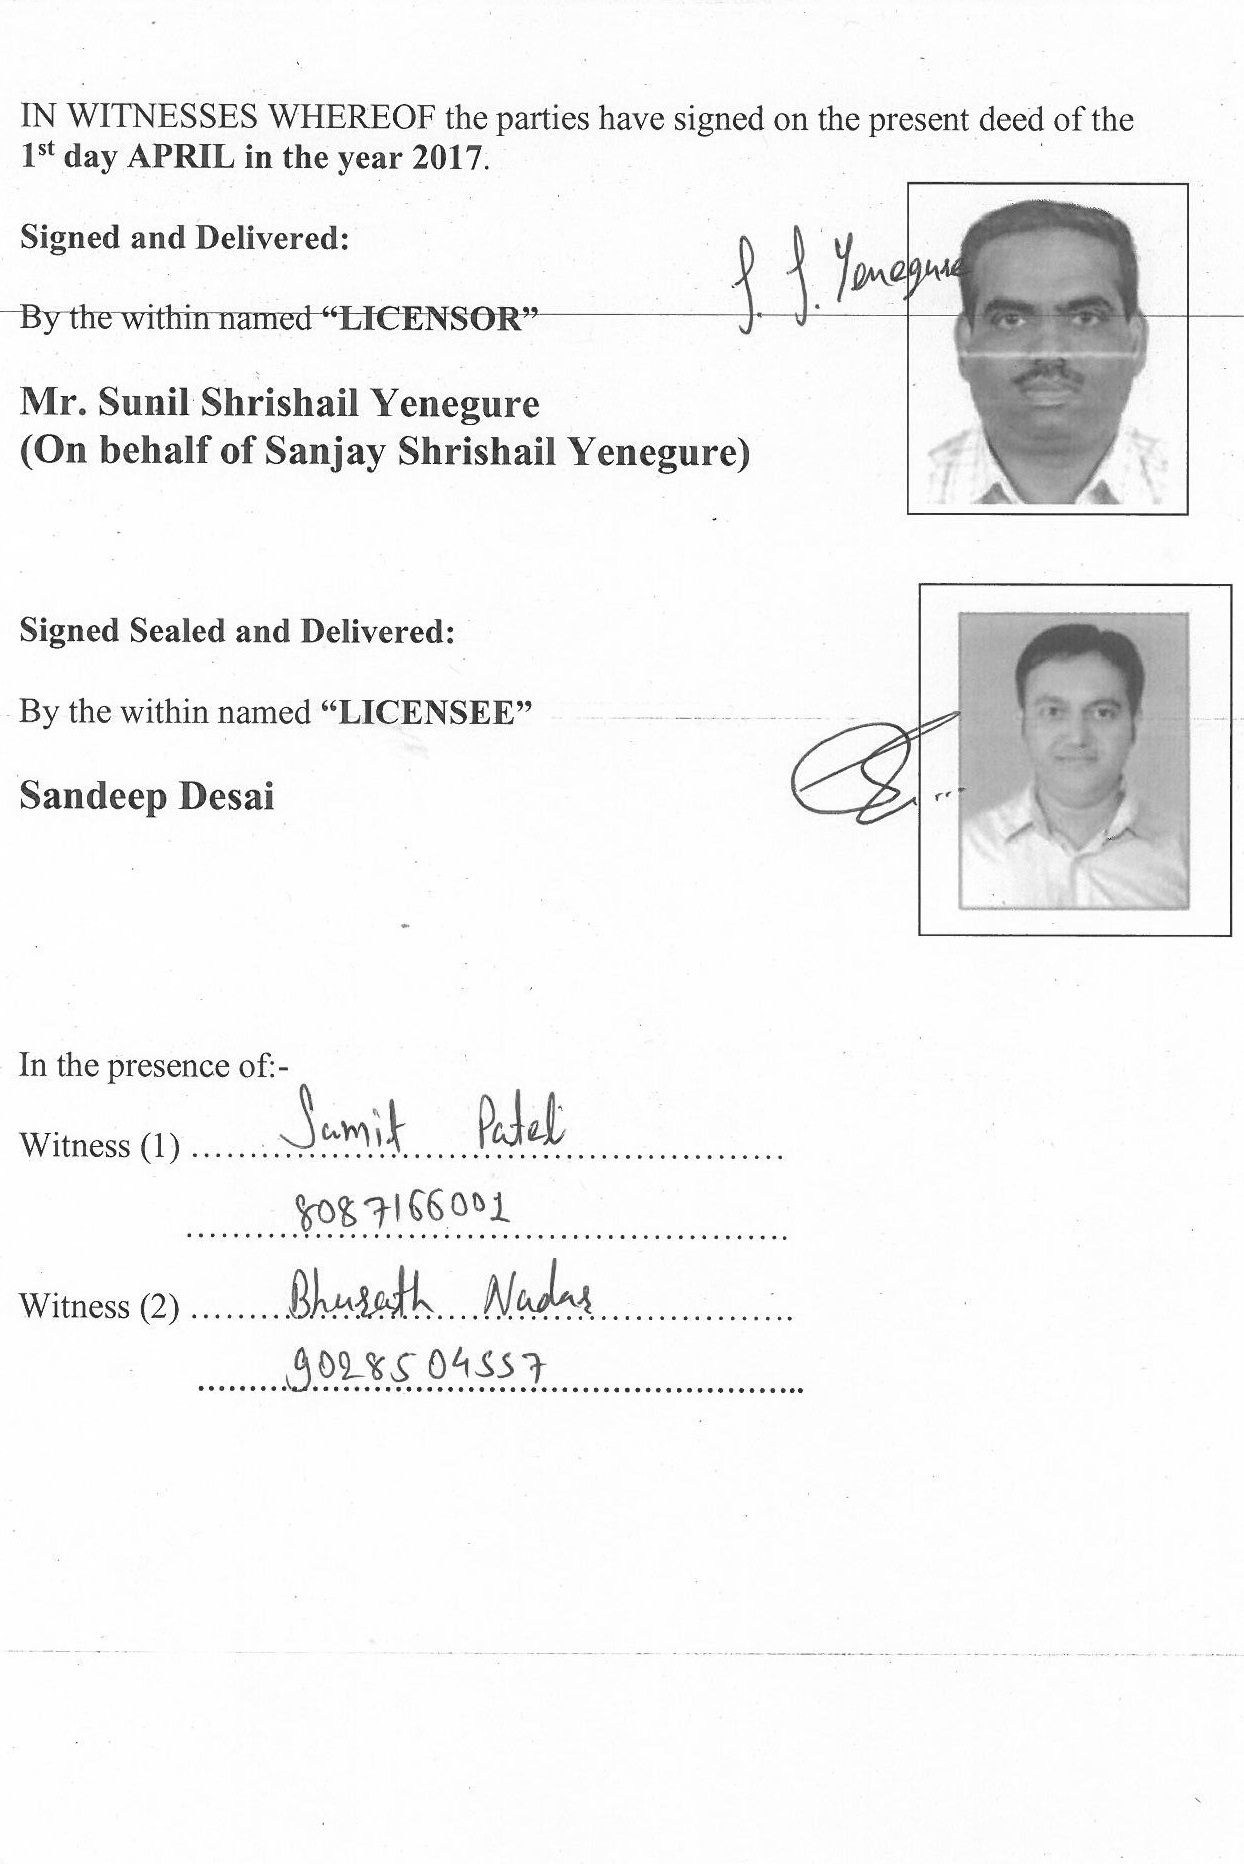 IN WITNESSES WHEREOF the parties have signed on the present deed of the
1st day APRIL in the year 2017.
Signed and Delivered:
S. S. Yenegure
By the within named “LICENSOR”
Mr. Sunil Shrishail Yenegure
(On behalf of Sanjay Shrishail Yenegure)
Signed Sealed and Delivered:
By the within named “LICENSEE”
Sandeep Desai
In the presence of:-
Witness (1) Samit Patel
8087166001
Witness (2) Bharath Nadar
9028504557